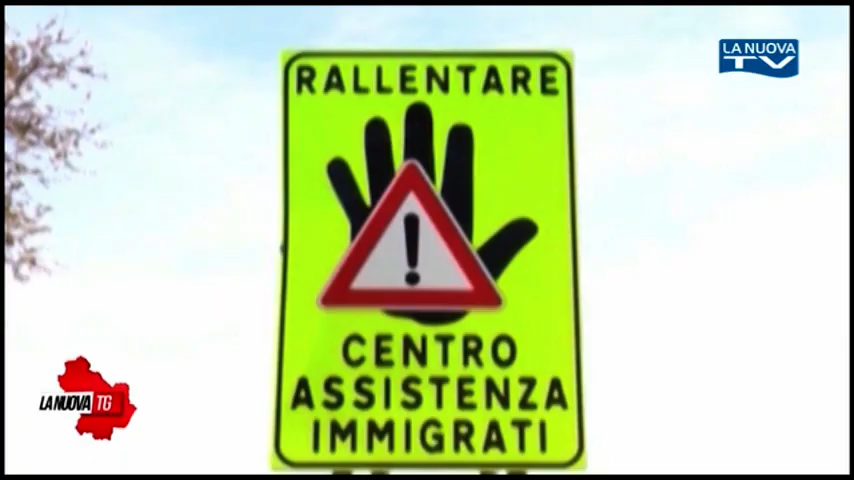 LA NUOVA
TV
RALLENTARE
!
CENTRO
ASSISTENZA
IMMIGRATI
LA NUOVA TG